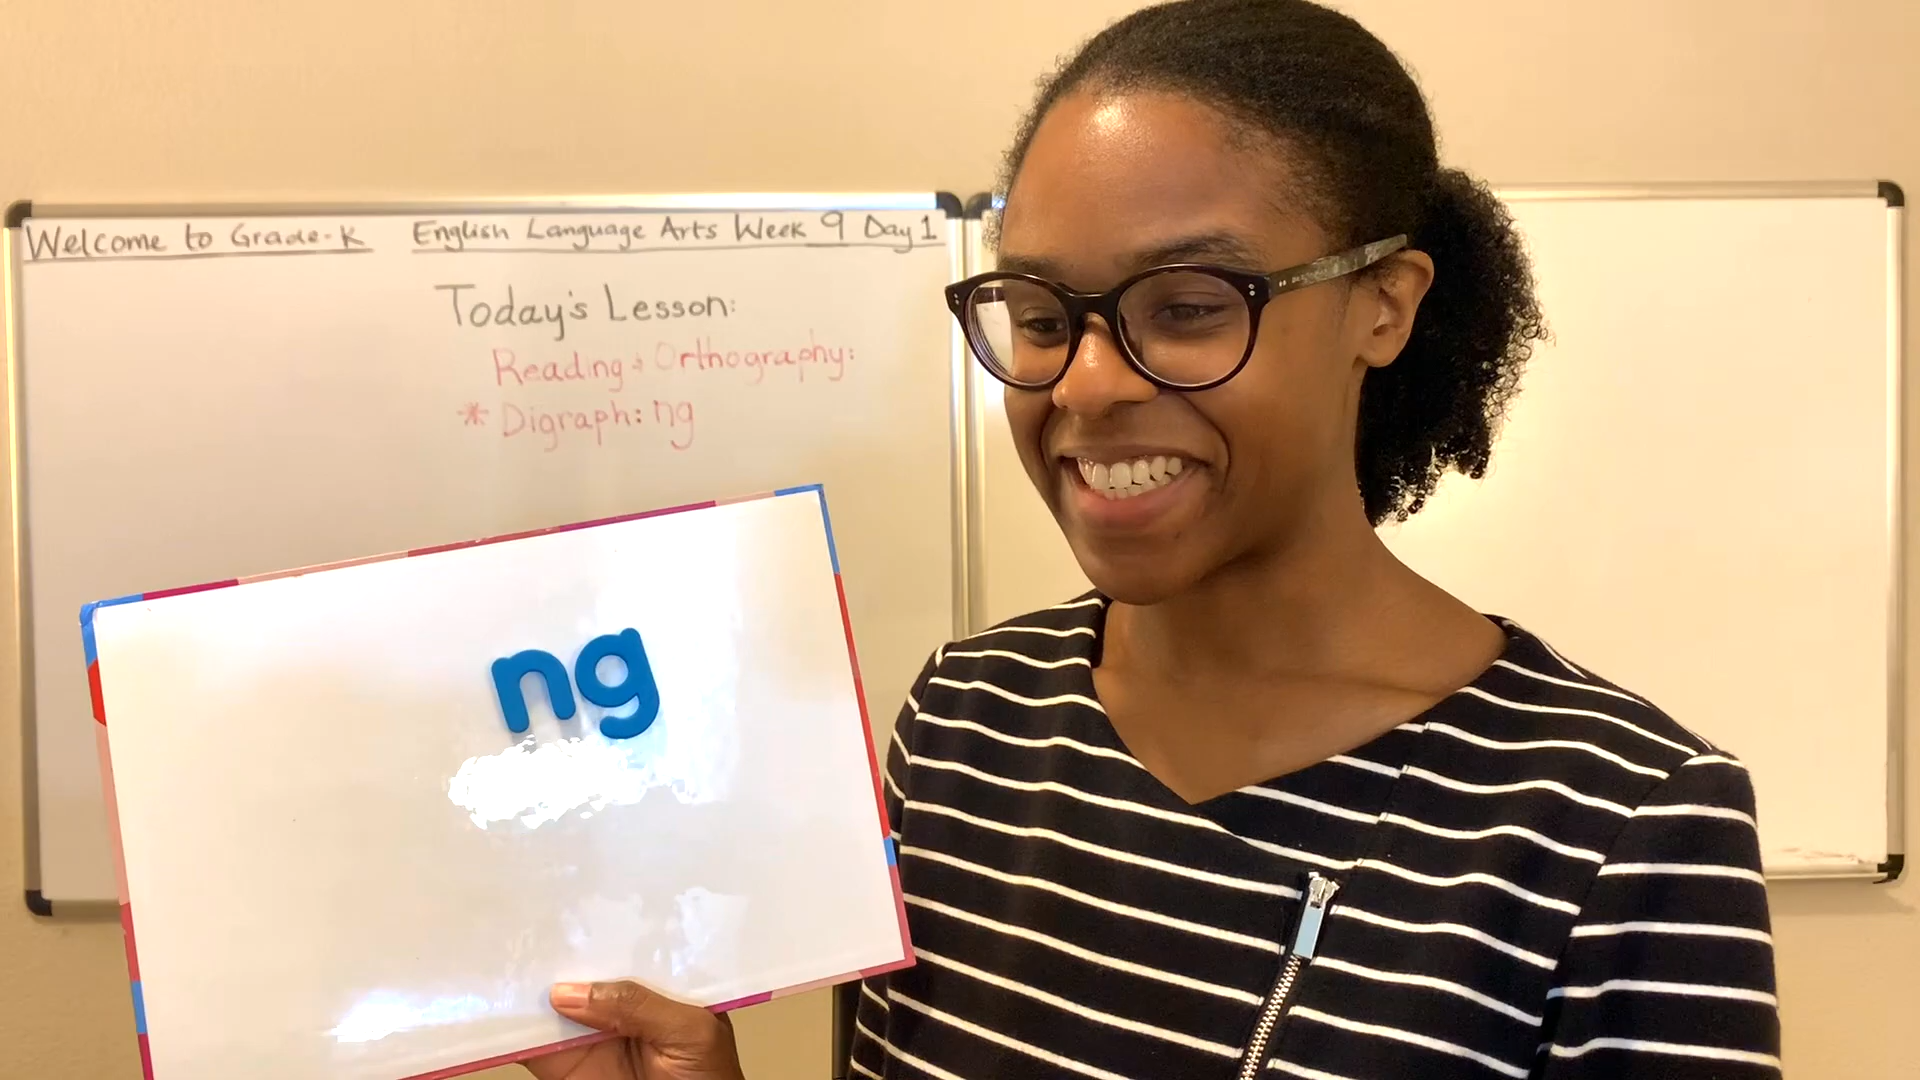 Welcome to Grade-K English Language Arts Week 9 Day 1
Today's Lesson:
Reading + Orthography:
* Digraph: ng
ng